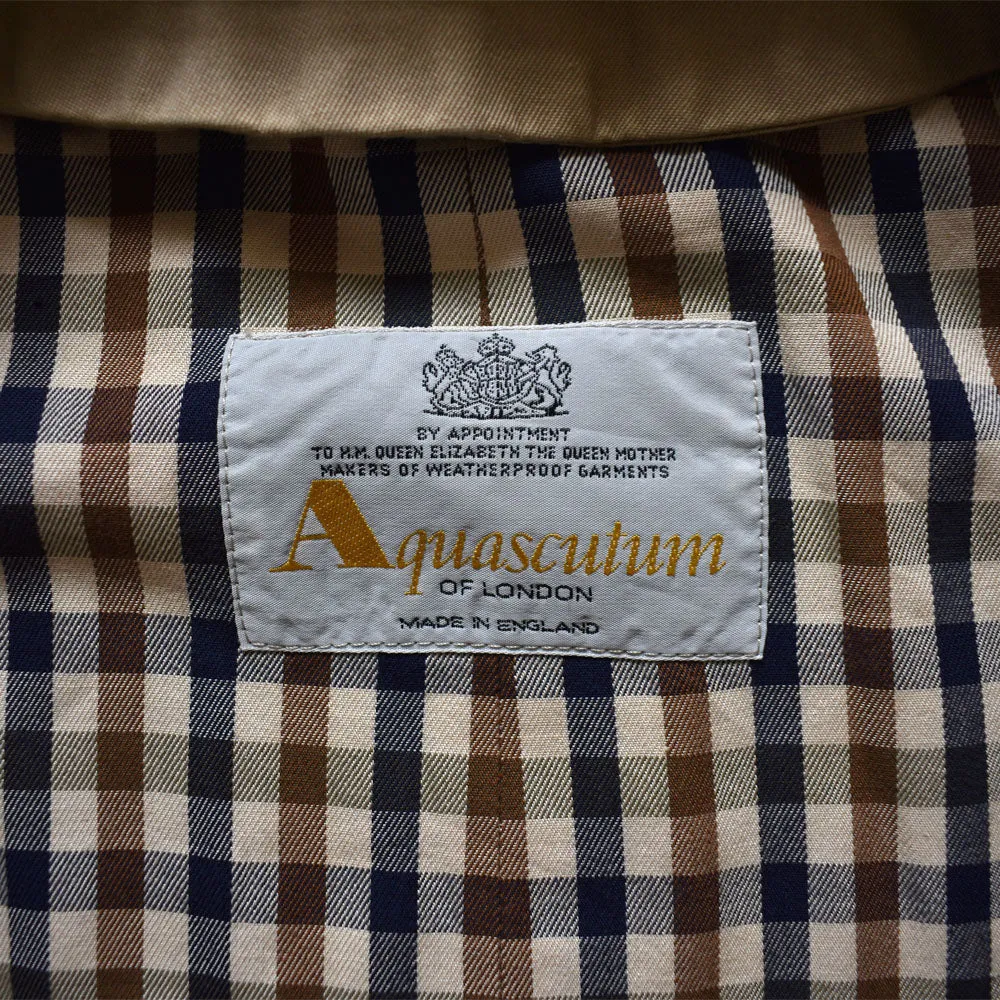 BY APPOINTMENT
TO H.M. QUEEN ELIZABETH THE QUEEN MOTHER
MAKERS OF WEATHERPROOF GARMENTS
Aquascutum
OF LONDON
MADE IN ENGLAND